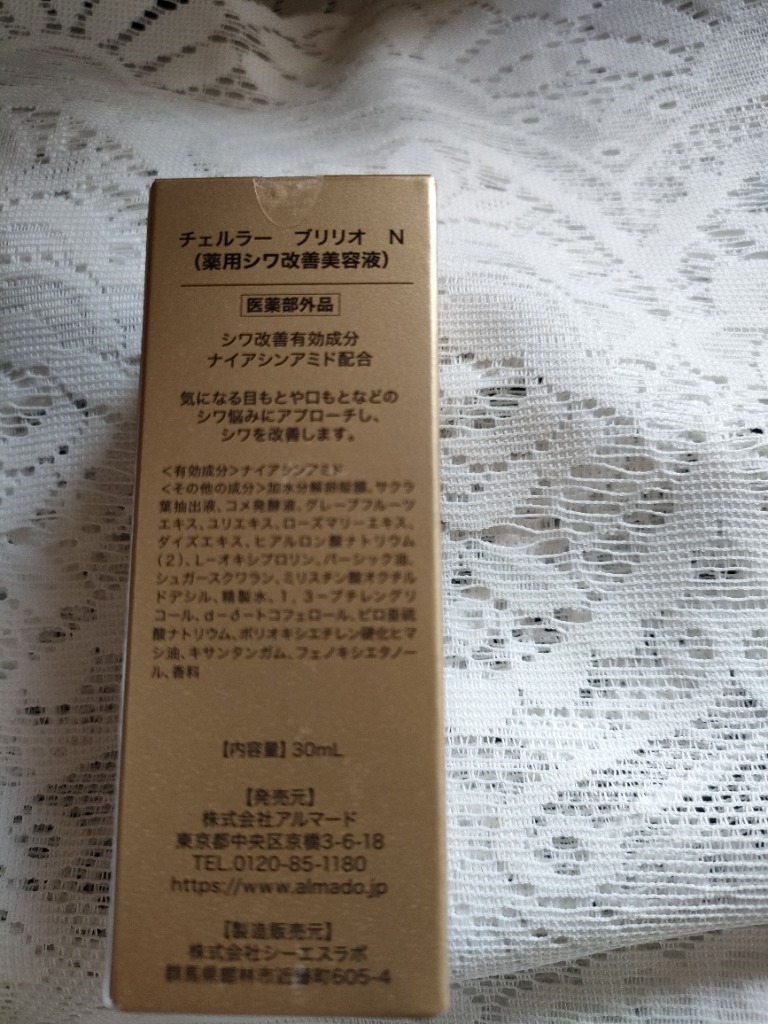 チェルラー ブリリオ N
(薬用シワ改善美容液)
医薬部外品
シワ改善有効成分
ナイアシンアミド配合
気になる目もとや口もとなどの
シワ悩みにアプローチし、
シワを改善します。
<有効成分>ナイアシンアミド
<その他の成分>加水分解卵殻膜、サクラ
葉抽出液、コメ発酵液、グレープフルーツ
エキス、ユリエキス、ローズマリーエキス、
ダイズエキス、ヒアルロン酸ナトリウム
(2)、L-オキシプロリン、パーシック油、
シュガースクワラン、ミリスチン酸オクチル
ドデシル、精製水、1,3-ブチレングリ
コール、d-δ-トコフェロール、ピロ亜硫
酸ナトリウム、ポリオキシエチレン硬化ヒマ
シ油、キサンタンガム、フェノキシエタノー
ル、香料
【内容量】30mL
【発売元】
株式会社アルマード
東京都中央区京橋3-6-18
TEL.0120-85-1180
https://www.almado.jp
【製造販売元】
株式会社シーエスラボ
群馬県館林市近藤町605-4